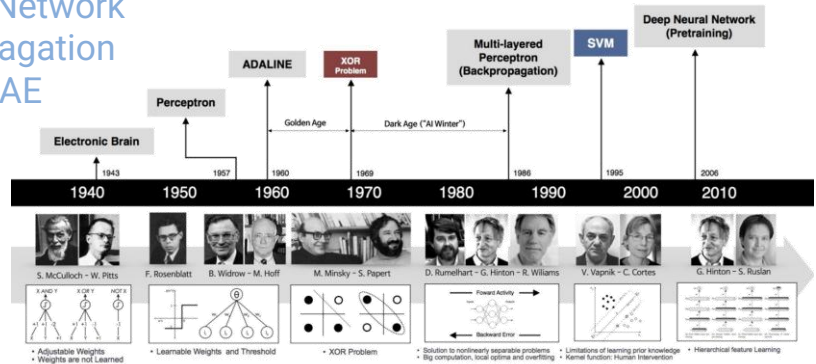 Network
agation
AE
Deep Neural Network
(Pretraining)
Multi-layered
Perceptron
(Backpropagation)
SVM
ADALINE
XOR
Problem
Perceptron
Golden Age
Dark Age ("AI Winter")
Electronic Brain
1943
1957
1960
1969
1986
1995
2006
1940
1950
1960
1970
1980
1990
2000
2010
S. McCulloch – W. Pitts
F. Rosenblatt
B. Widrow – M. Hoff
M. Minsky – S. Papert
D. Rumelhart – G. Hinton – R. Wiliams
V. Vapnik – C. Cortes
G. Hinton – S. Ruslan
X AND Y
X OR Y
NOT X
Foward Activity
Backward Error
• Adjustable Weights
• Weights are not Learned
• Learnable Weights and Threshold
• XOR Problem
• Solution to nonlinearly separable problems
• Big computation, local optima and overfitting
• Limitations of learning prior knowledge
• Kernel function: Human Intervention
• Hierarchical feature Learning